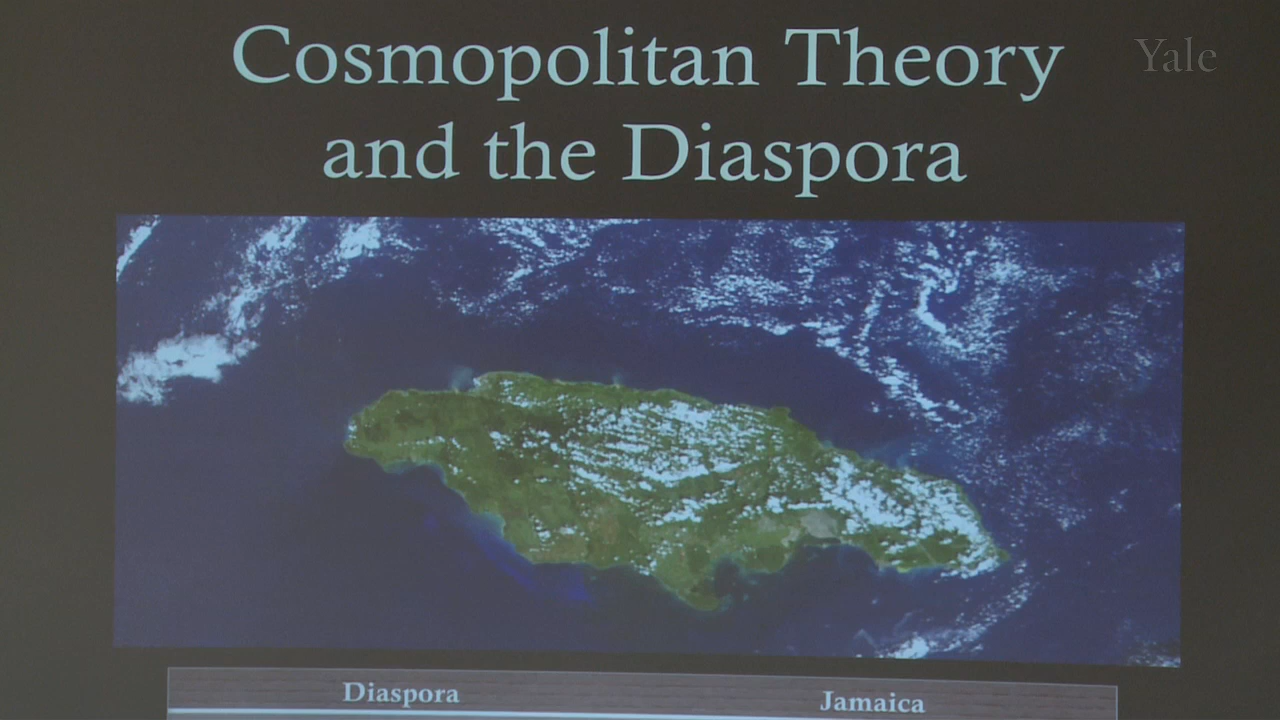 Cosmopolitan Theory
and the Diaspora
Yale
Diaspora
Jamaica